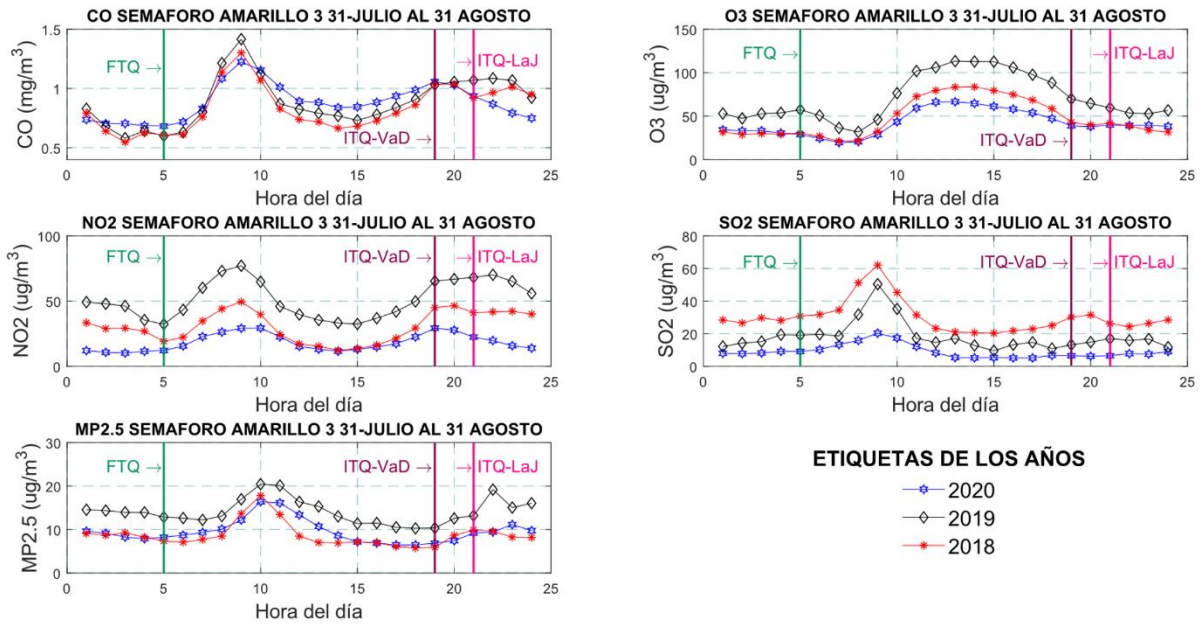 CO SEMAFORO AMARILLO 3 31-JULIO AL 31 AGOSTO
CO (mg/m³)
1.5
1
0.5
FTQ →
ITQ-VaD →
→ ITQ-LaJ
0 5 10 15 20 25
Hora del día
O3 SEMAFORO AMARILLO 3 31-JULIO AL 31 AGOSTO
O3 (ug/m³)
150
100
50
0
FTQ →
ITQ-VaD →
→ ITQ-LaJ
0 5 10 15 20 25
Hora del día
NO2 SEMAFORO AMARILLO 3 31-JULIO AL 31 AGOSTO
NO2 (ug/m³)
100
50
0
FTQ →
ITQ-VaD →
→ ITQ-LaJ
0 5 10 15 20 25
Hora del día
SO2 SEMAFORO AMARILLO 3 31-JULIO AL 31 AGOSTO
SO2 (ug/m³)
80
60
40
20
0
FTQ →
ITQ-VaD →
→ ITQ-LaJ
0 5 10 15 20 25
Hora del día
MP2.5 SEMAFORO AMARILLO 3 31-JULIO AL 31 AGOSTO
MP2.5 (ug/m³)
30
20
10
0
FTQ →
ITQ-VaD →
→ ITQ-LaJ
0 5 10 15 20 25
Hora del día
ETIQUETAS DE LOS AÑOS
2020
2019
2018